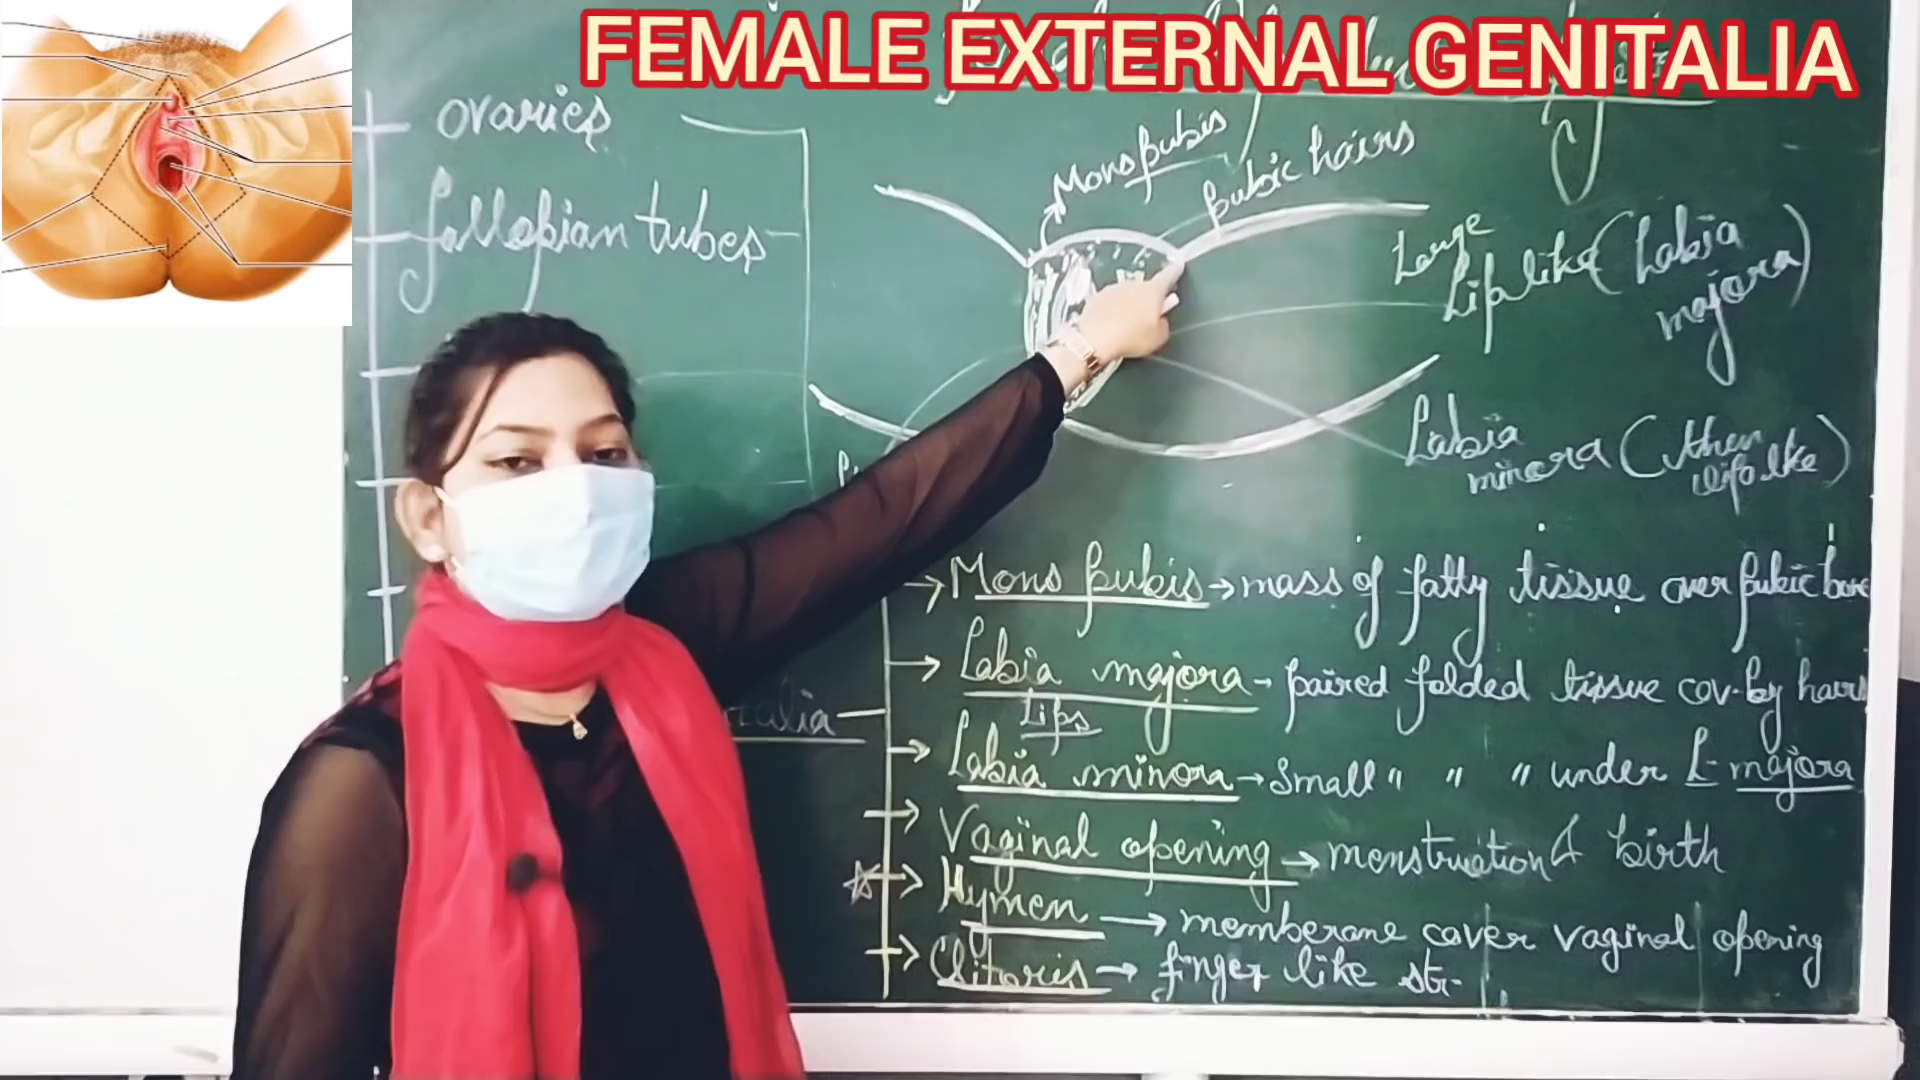 FEMALE EXTERNAL GENITALIA
ovaries
fallopian tubes
Mons pubis
pubic hairs
Large
Lip like (Labia
majora)
Labia
minora (then
lip like)
→ Mons pubis → mass of fatty tissue over pubic bone
→ Labia majora - paired folded tissue cov. by hairs
Lips
→ Labia minora → Small " " " under L- majora
→ Vaginal opening → menstruation & birth
→ Hymen → memberane cover vaginal opening
→ Clitoris → finger like str-